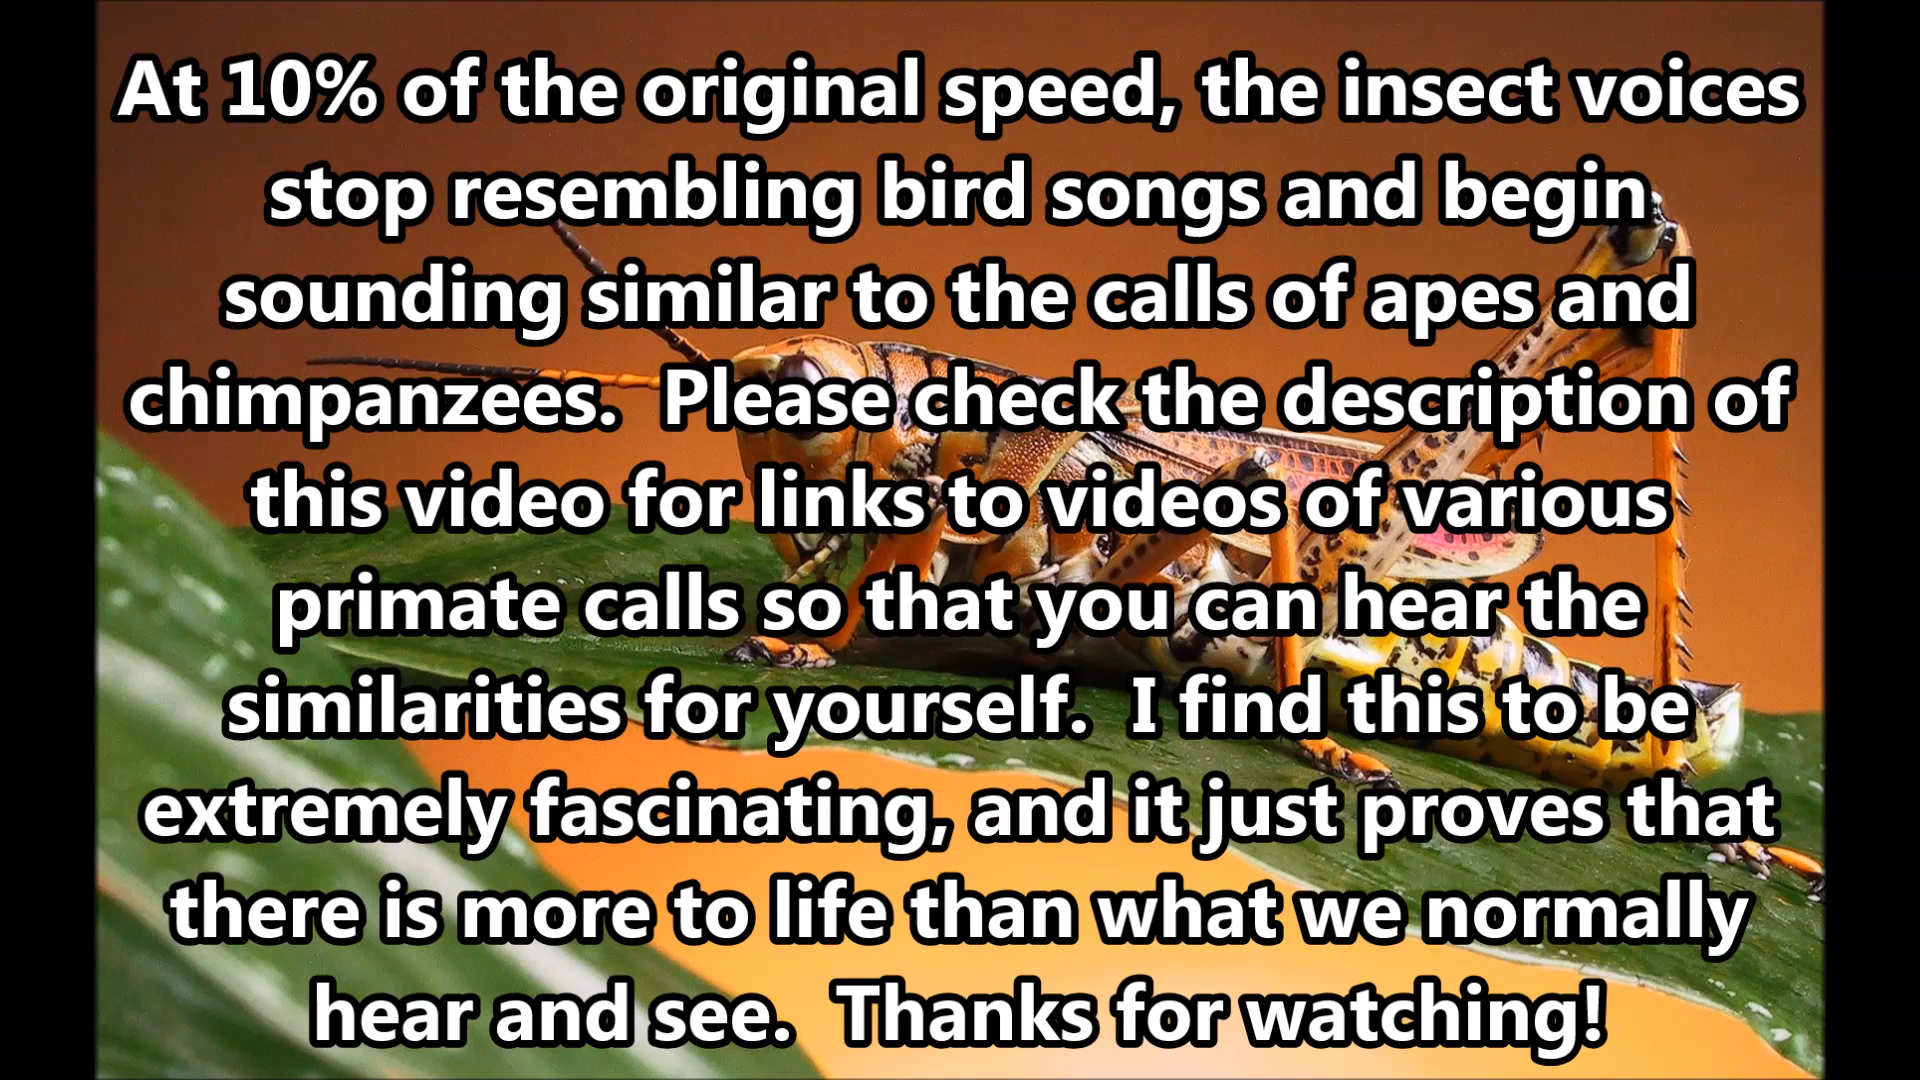 At 10% of the original speed, the insect voices
stop resembling bird songs and begin
sounding similar to the calls of apes and
chimpanzees.  Please check the description of
this video for links to videos of various
primate calls so that you can hear the
similarities for yourself.  I find this to be
extremely fascinating, and it just proves that
there is more to life than what we normally
hear and see.  Thanks for watching!